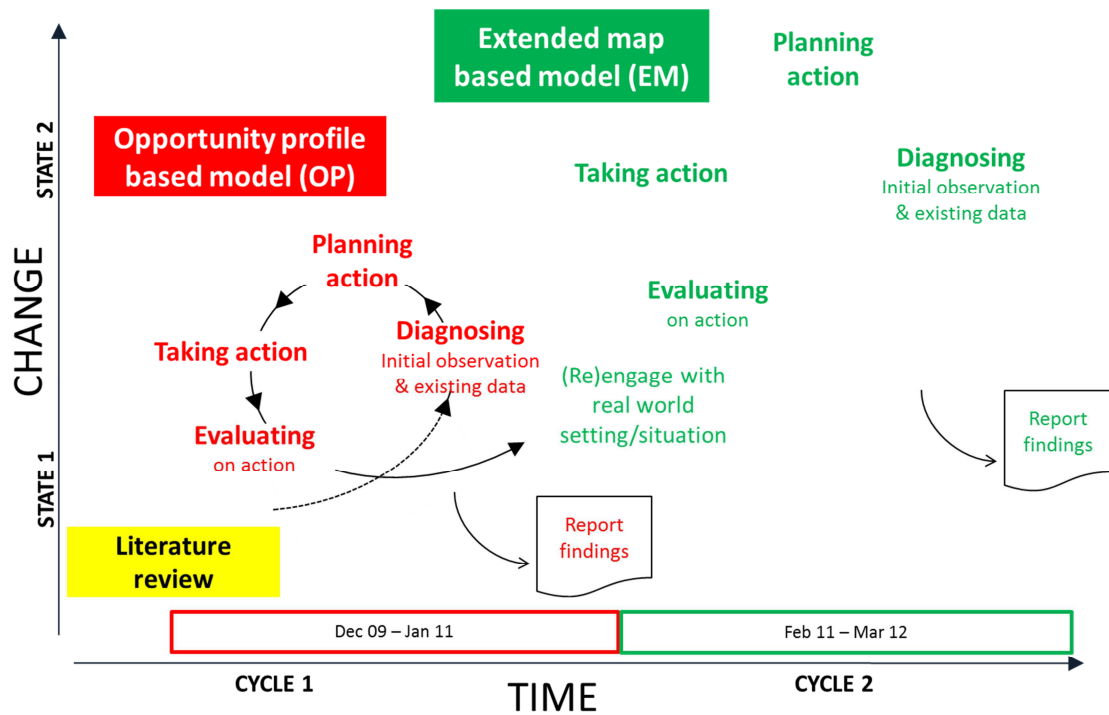 Extended map
based model (EM)
Planning
action
Opportunity profile
based model (OP)
STATE 2
Taking action
Diagnosing
Initial observation
& existing data
Planning
action
CHANGE
Evaluating
on action
Taking action
Diagnosing
Initial observation
& existing data
(Re)engage with
real world
setting/situation
Evaluating
on action
Report
findings
STATE 1
Literature
review
Report
findings
Dec 09 – Jan 11
Feb 11 – Mar 12
CYCLE 1
TIME
CYCLE 2